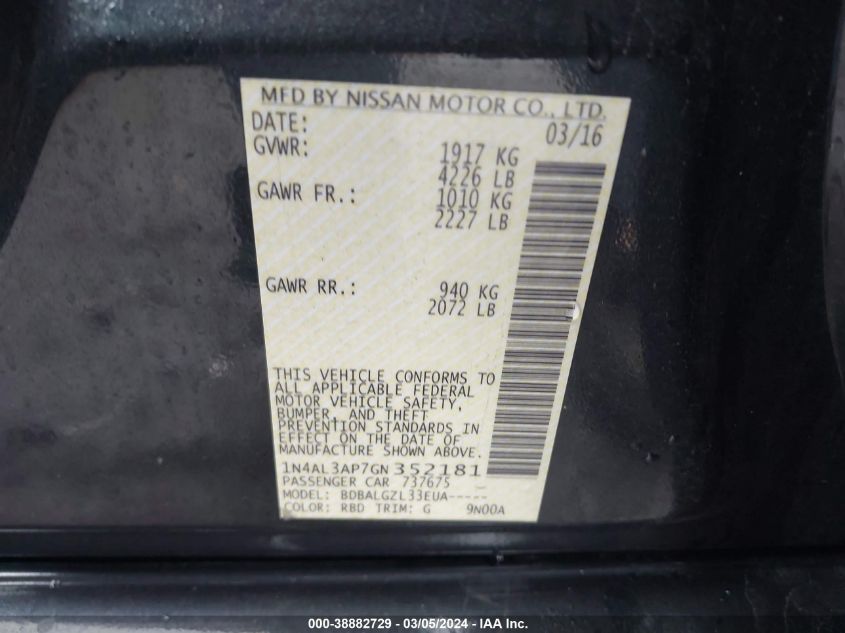 MFD BY NISSAN MOTOR CO., LTD.
DATE: 03/16
GVWR: 1917 KG
4226 LB
GAWR FR.: 1010 KG
2227 LB
GAWR RR.: 940 KG
2072 LB
THIS VEHICLE CONFORMS TO
ALL APPLICABLE FEDERAL
MOTOR VEHICLE SAFETY,
BUMPER, AND THEFT
PREVENTION STANDARDS IN
EFFECT ON THE DATE OF
MANUFACTURE SHOWN ABOVE.
1N4AL3AP7GN352181
PASSENGER CAR 737675 _
MODEL: BDBALGZL33EUA-----
COLOR: RBD TRIM: G 9N00A
000-38882729 - 03/05/2024 - IAA Inc.